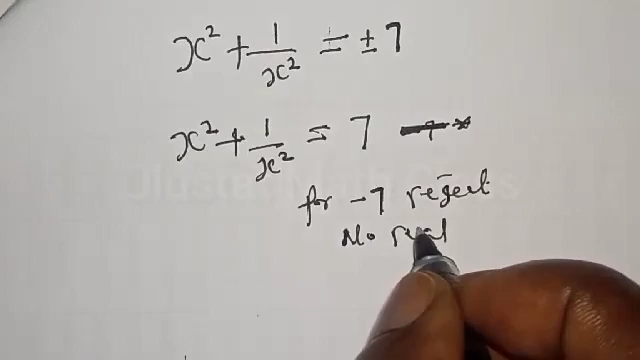 x² + 1/x² = ±7
x² + 1/x² = 7
for -7 reject
No real